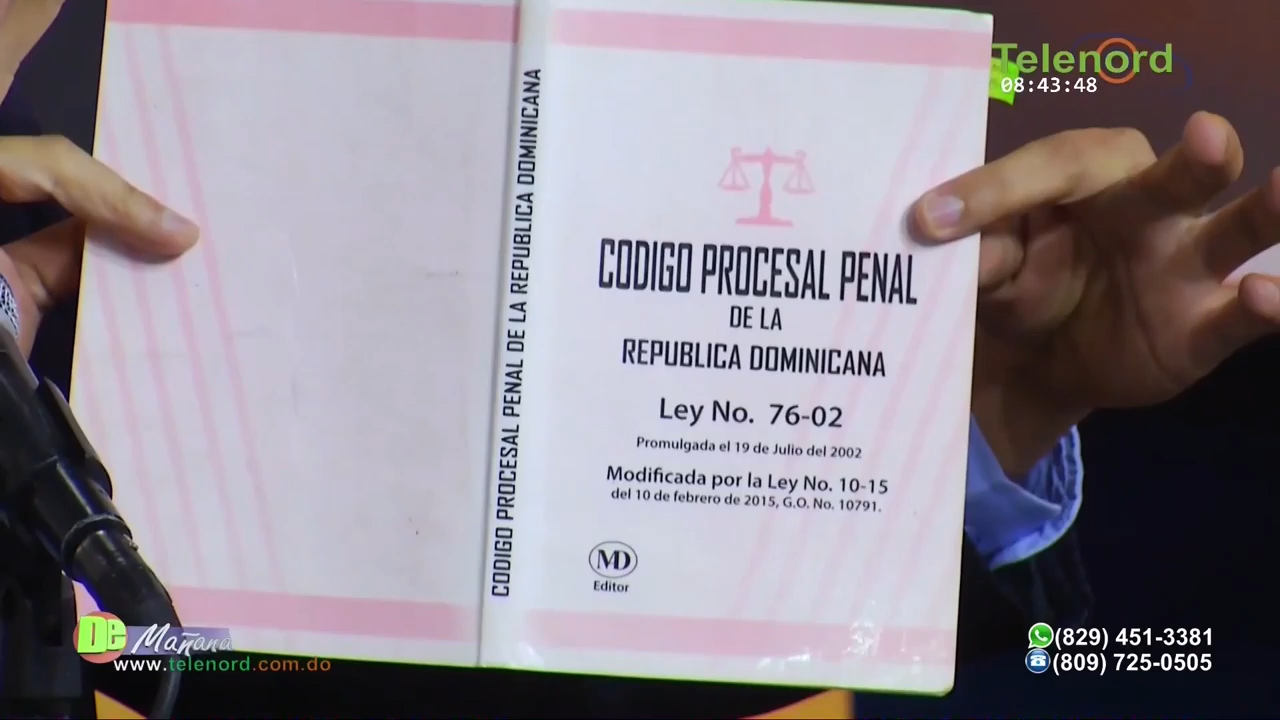 Telenord
08:43:48
CODIGO PROCESAL PENAL DE LA REPUBLICA DOMINICANA
CODIGO PROCESAL PENAL
DE LA
REPUBLICA DOMINICANA
Ley No. 76-02
Promulgada el 19 de Julio del 2002
Modificada por la Ley No. 10-15
del 10 de febrero de 2015, G.O. No. 10791.
MD
Editor
De Mañana
www.telenord.com.do
(829) 451-3381
(809) 725-0505